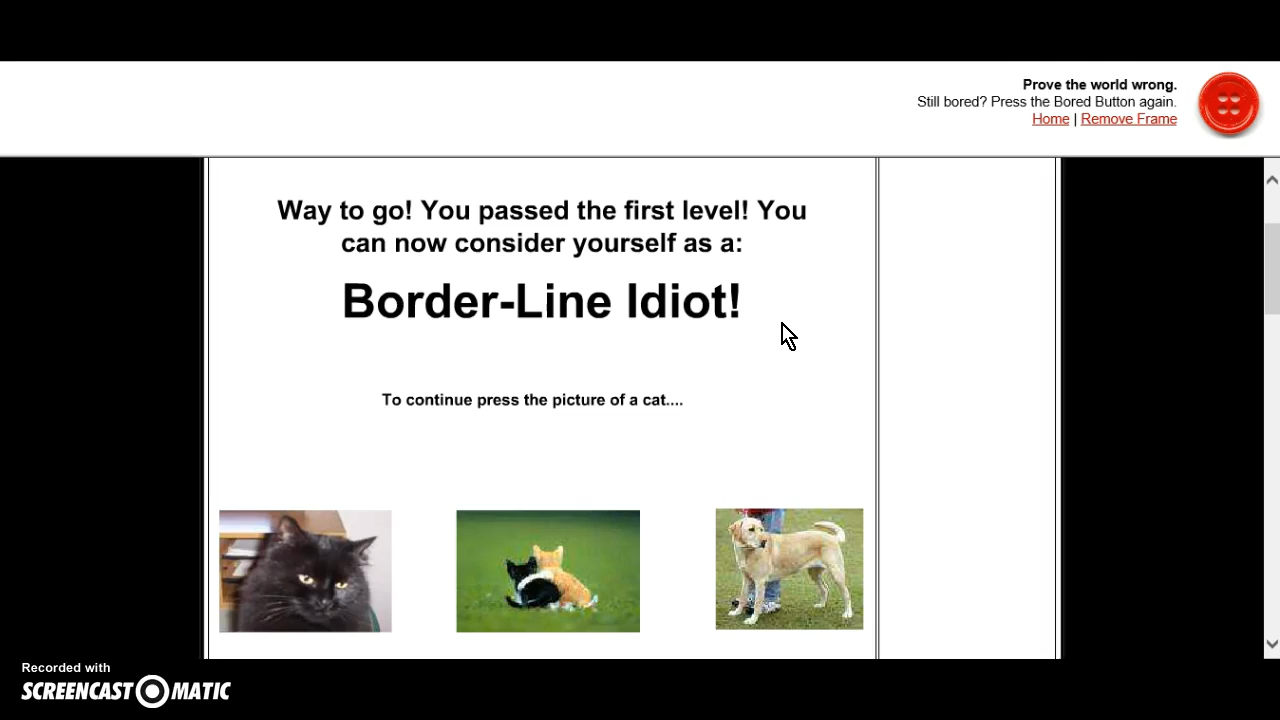 Prove the world wrong.
Still bored? Press the Bored Button again.
Home | Remove Frame
Way to go! You passed the first level! You
can now consider yourself as a:
Border-Line Idiot!
To continue press the picture of a cat....
Recorded with
SCREENCAST MATIC